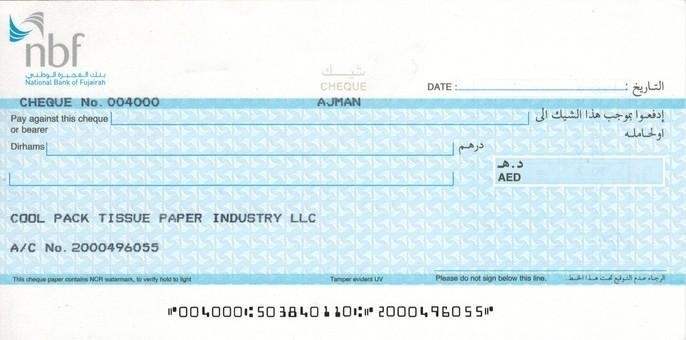 nbf
بنك الفجيرة الوطني
National Bank of Fujairah
شيك
CHEQUE
DATE : التاريخ :
CHEQUE No. 004000 AJMAN
Pay against this cheque إدفعوا بموجب هذا الشيك الى
or bearer اولحامله
Dirhams درهم
د.هـ
AED
COOL PACK TISSUE PAPER INDUSTRY LLC
A/C No. 2000496055
This cheque paper contains NCR watermark, to verify hold to light Tamper evident UV Please do not sign below this line. الرجاء عدم التوقيع تحت هذا الخط.
⑈004000⑆503840110⑆⑈2000496055⑈